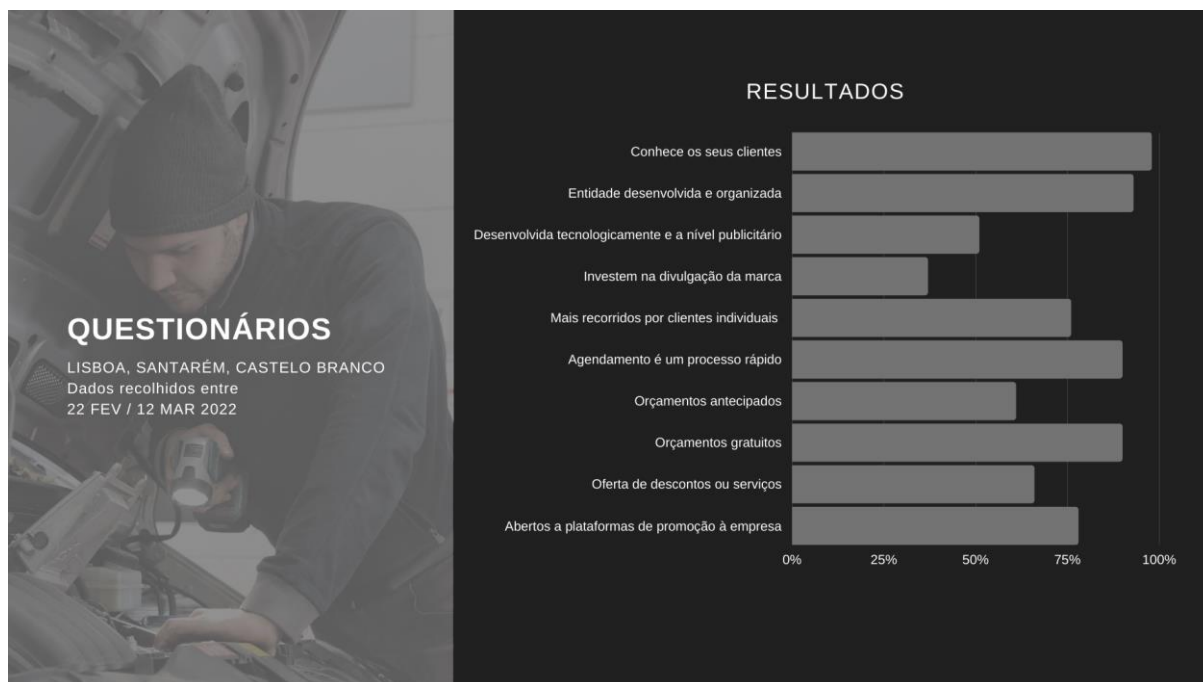 QUESTIONÁRIOS
LISBOA, SANTARÉM, CASTELO BRANCO
Dados recolhidos entre
22 FEV / 12 MAR 2022
RESULTADOS
Conhece os seus clientes
Entidade desenvolvida e organizada
Desenvolvida tecnologicamente e a nível publicitário
Investem na divulgação da marca
Mais recorridos por clientes individuais
Agendamento é um processo rápido
Orçamentos antecipados
Orçamentos gratuitos
Oferta de descontos ou serviços
Abertos a plataformas de promoção à empresa
0% 25% 50% 75% 100%